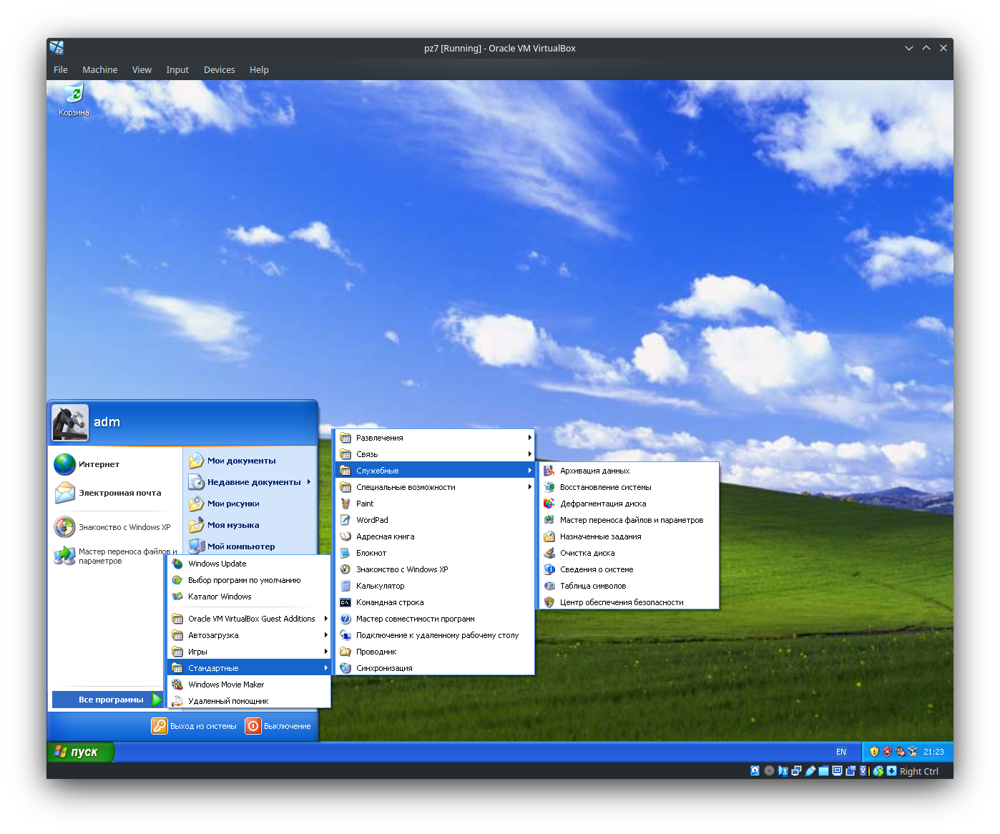 pz7 [Running] - Oracle VM VirtualBox
File Machine View Input Devices Help
Корзина
adm
Интернет
Электронная почта
Знакомство с Windows XP
Мастер переноса файлов и
параметров
Все программы
Мои документы
Недавние документы
Мои рисунки
Моя музыка
Мой компьютер
Windows Update
Выбор программ по умолчанию
Каталог Windows
Oracle VM VirtualBox Guest Additions
Автозагрузка
Игры
Стандартные
Windows Movie Maker
Удаленный помощник
Развлечения
Связь
Служебные
Специальные возможности
Paint
WordPad
Адресная книга
Блокнот
Знакомство с Windows XP
Калькулятор
Командная строка
Мастер совместимости программ
Подключение к удаленному рабочему столу
Проводник
Синхронизация
Архивация данных
Восстановление системы
Дефрагментация диска
Мастер переноса файлов и параметров
Назначенные задания
Очистка диска
Сведения о системе
Таблица символов
Центр обеспечения безопасности
Выход из системы Выключение
пуск
EN 21:23
Right Ctrl